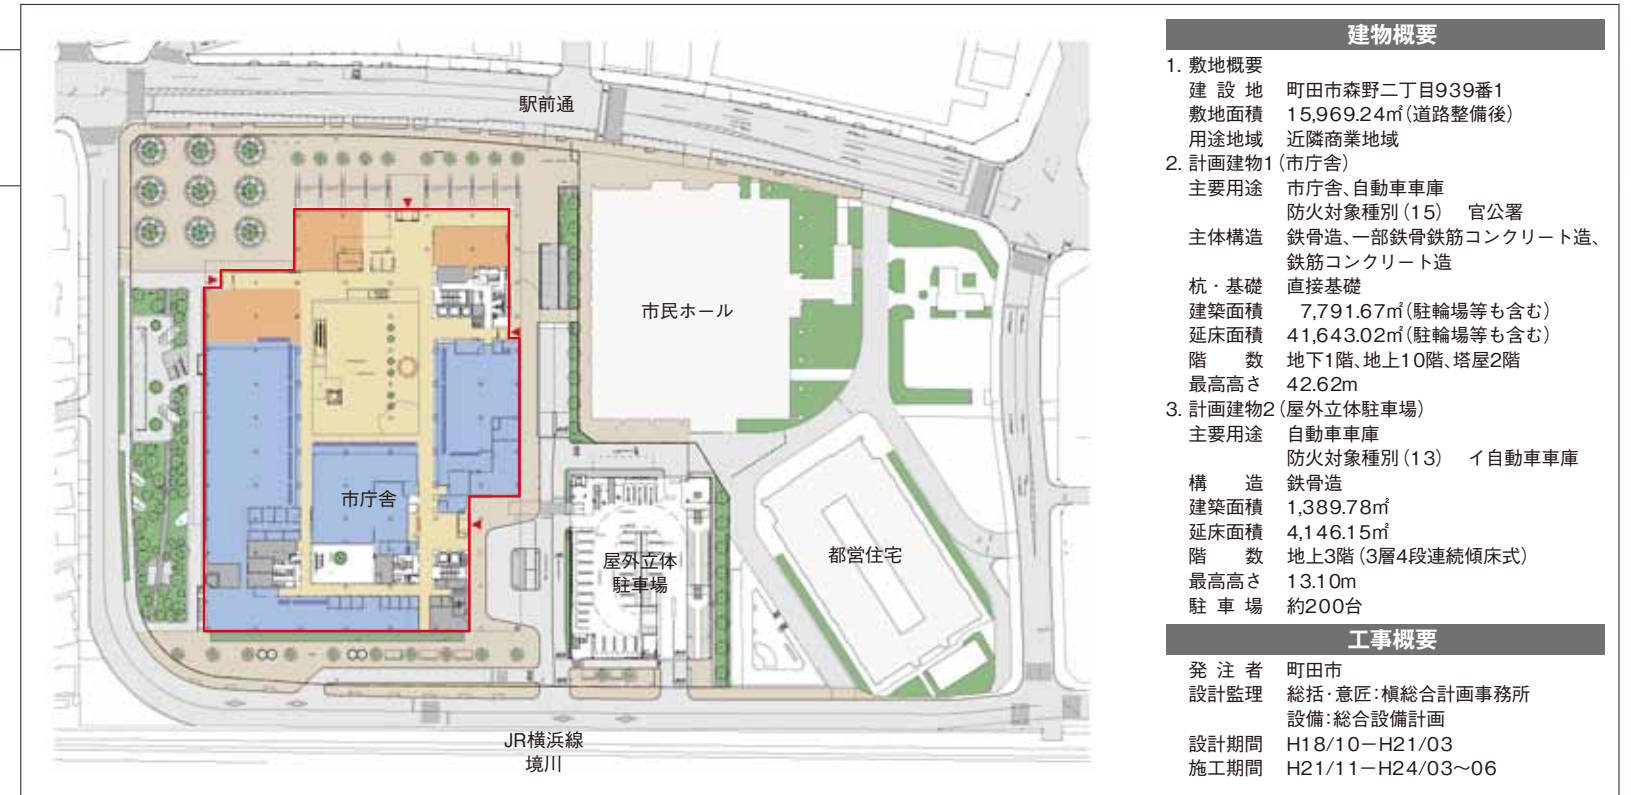 駅前通
市民ホール
市庁舎
屋外立体
駐車場
都営住宅
JR横浜線
境川
建物概要
1. 敷地概要
建設地 町田市森野二丁目939番1
敷地面積 15,969.24㎡(道路整備後)
用途地域 近隣商業地域
2. 計画建物1(市庁舎)
主要用途 市庁舎、自動車車庫
防火対象種別(15) 官公署
主体構造 鉄骨造、一部鉄骨鉄筋コンクリート造、
鉄筋コンクリート造
杭・基礎 直接基礎
建築面積 7,791.67㎡(駐輪場等も含む)
延床面積 41,643.02㎡(駐輪場等も含む)
階数 地下1階、地上10階、塔屋2階
最高高さ 42.62m
3. 計画建物2(屋外立体駐車場)
主要用途 自動車車庫
防火対象種別(13) イ自動車車庫
構造 鉄骨造
建築面積 1,389.78㎡
延床面積 4,146.15㎡
階数 地上3階(3層4段連続傾床式)
最高高さ 13.10m
駐車場 約200台
工事概要
発注者 町田市
設計監理 総括・意匠:槇総合計画事務所
設備:総合設備計画
設計期間 H18/10−H21/03
施工期間 H21/11−H24/03〜06